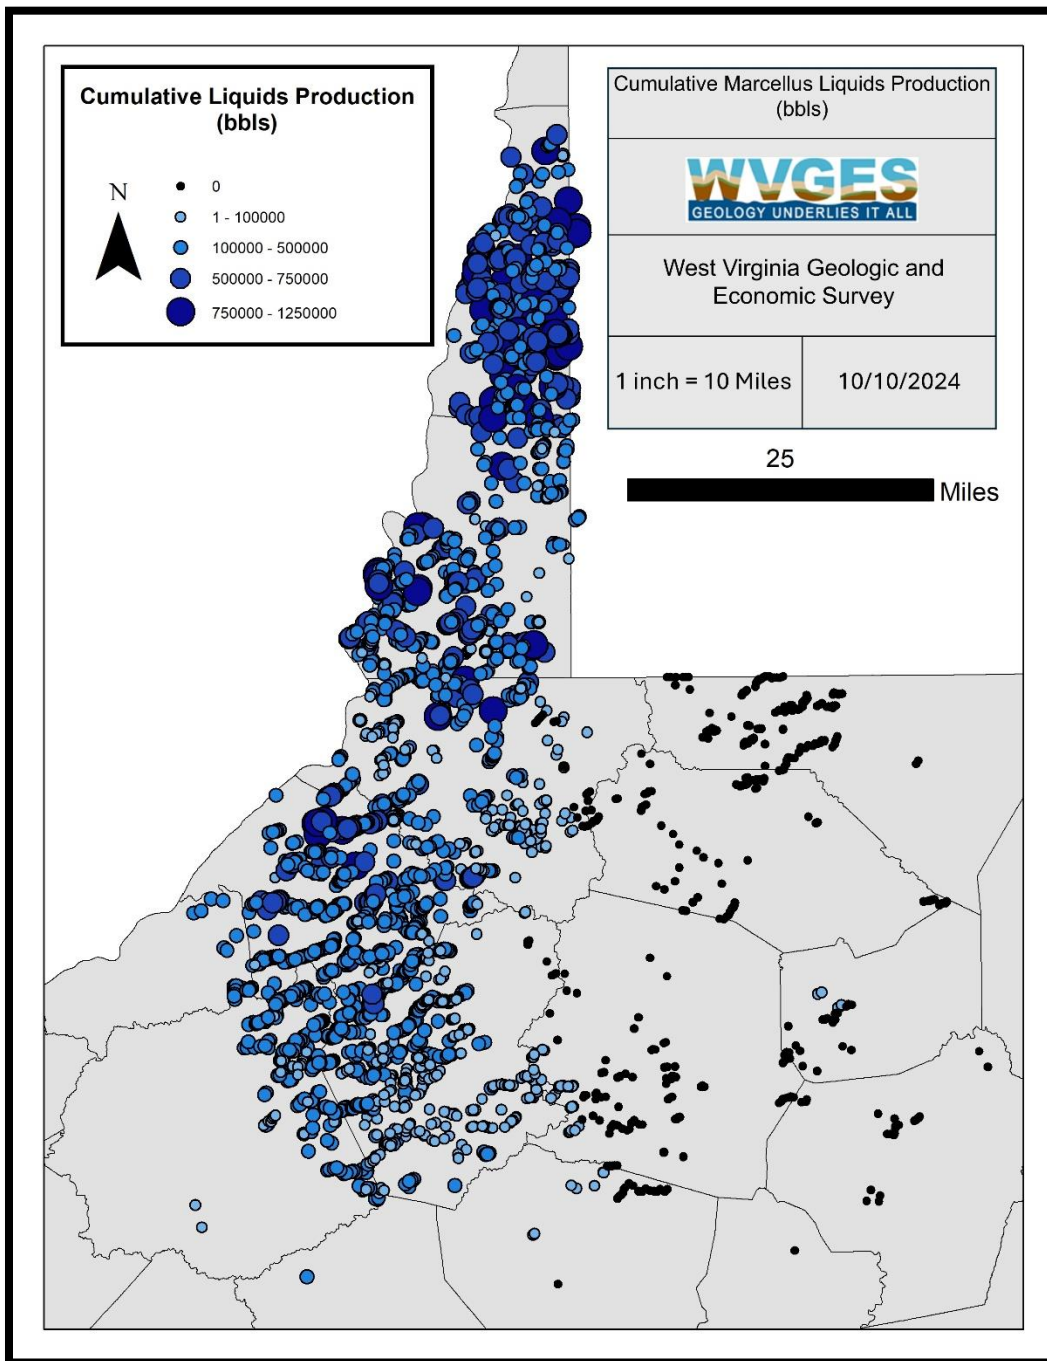 Cumulative Liquids Production
(bbls)
N
0
1 - 100000
100000 - 500000
500000 - 750000
750000 - 1250000
Cumulative Marcellus Liquids Production
(bbls)
WVGES
GEOLOGY UNDERLIES IT ALL
West Virginia Geologic and
Economic Survey
1 inch = 10 Miles
10/10/2024
25
Miles